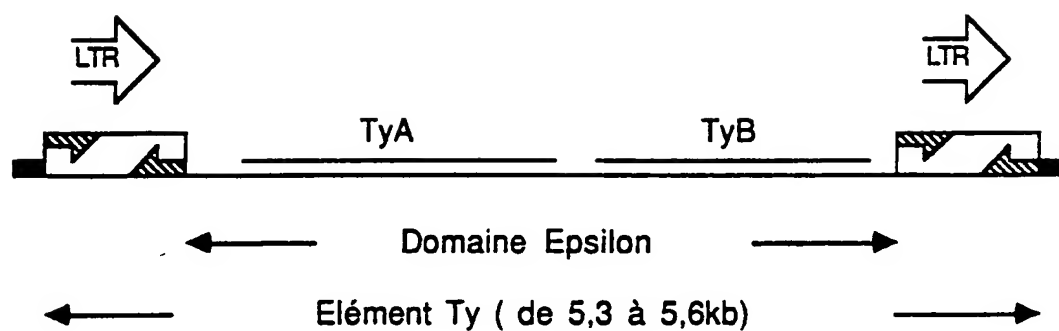 LTR LTR
TyA TyB
Domaine Epsilon
Elément Ty ( de 5,3 à 5,6kb)